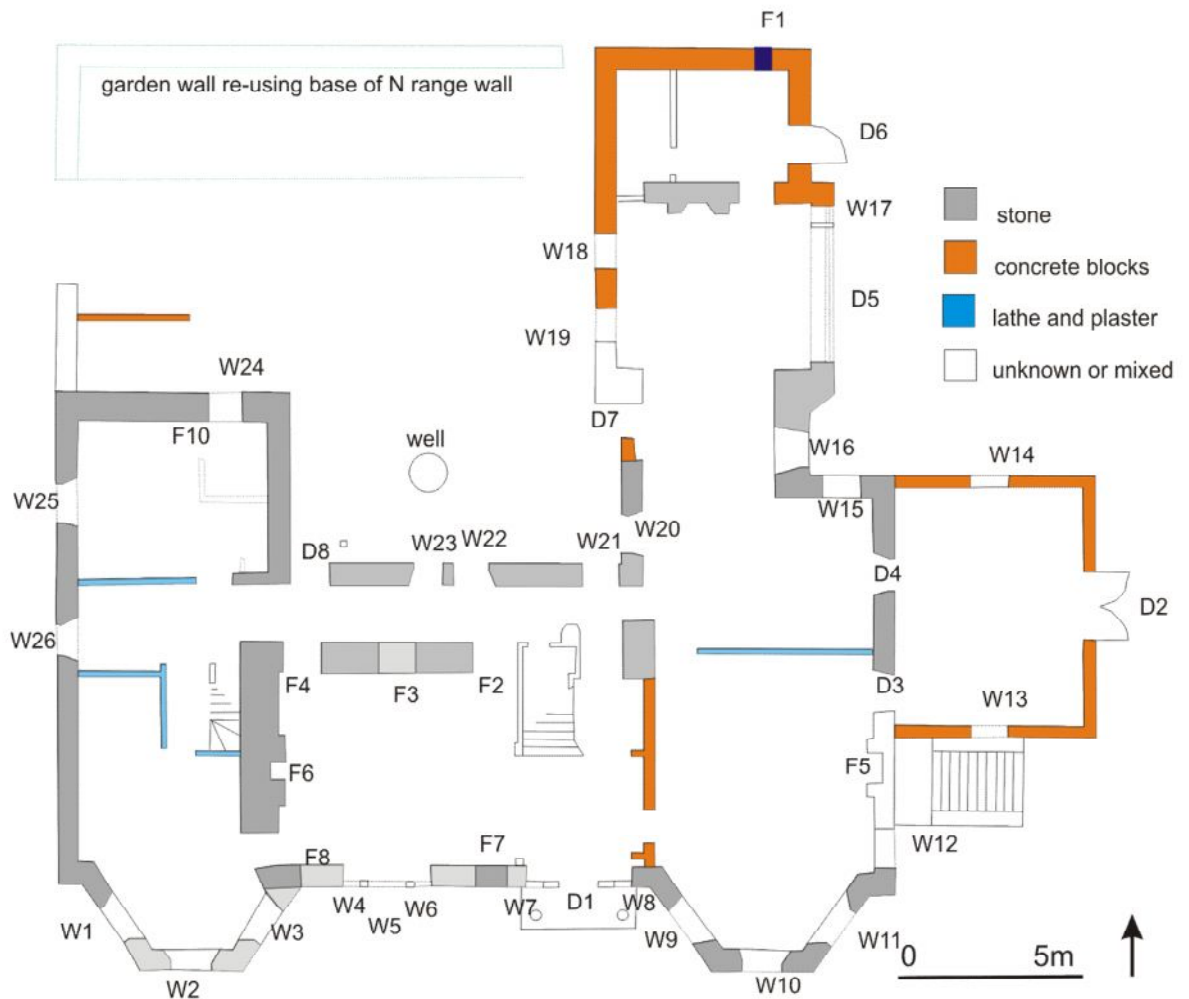 F1
garden wall re-using base of N range wall
D6
W17
stone
W18
concrete blocks
D5
lathe and plaster
W19
W24
unknown or mixed
D7
F10
well
W16
W14
W25
W15
D8
W23
W22
W21
W20
D4
D2
W26
F4
F3
F2
D3
W13
F6
F5
W12
F8
F7
W4
W5
W6
W7
D1
W8
W1
W3
W9
W11
0
5m
W2
W10